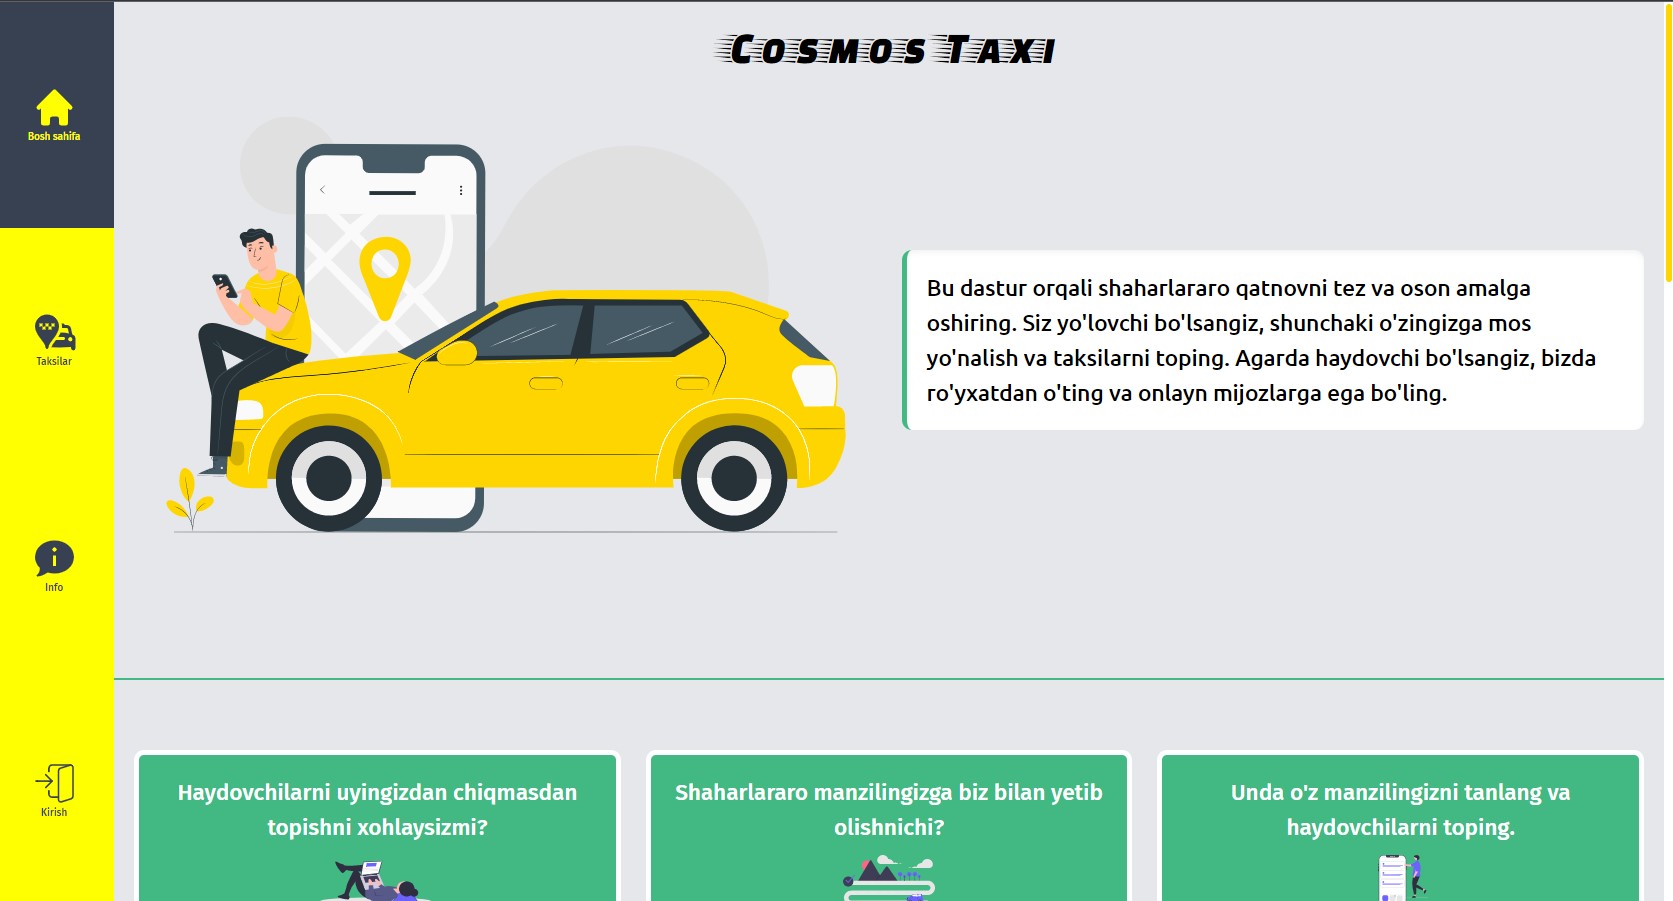 Cosmos Taxi
Bosh sahifa
Taksilar
Info
Kirish
Bu dastur orqali shaharlararo qatnovni tez va oson amalga
oshiring. Siz yo'lovchi bo'lsangiz, shunchaki o'zingizga mos
yo'nalish va taksilarni toping. Agarda haydovchi bo'lsangiz, bizda
ro'yxatdan o'ting va onlayn mijozlarga ega bo'ling.
Haydovchilarni uyingizdan chiqmasdan
topishni xohlaysizmi?
Shaharlararo manzilingizga biz bilan yetib
olishnichi?
Unda o'z manzilingizni tanlang va
haydovchilarni toping.